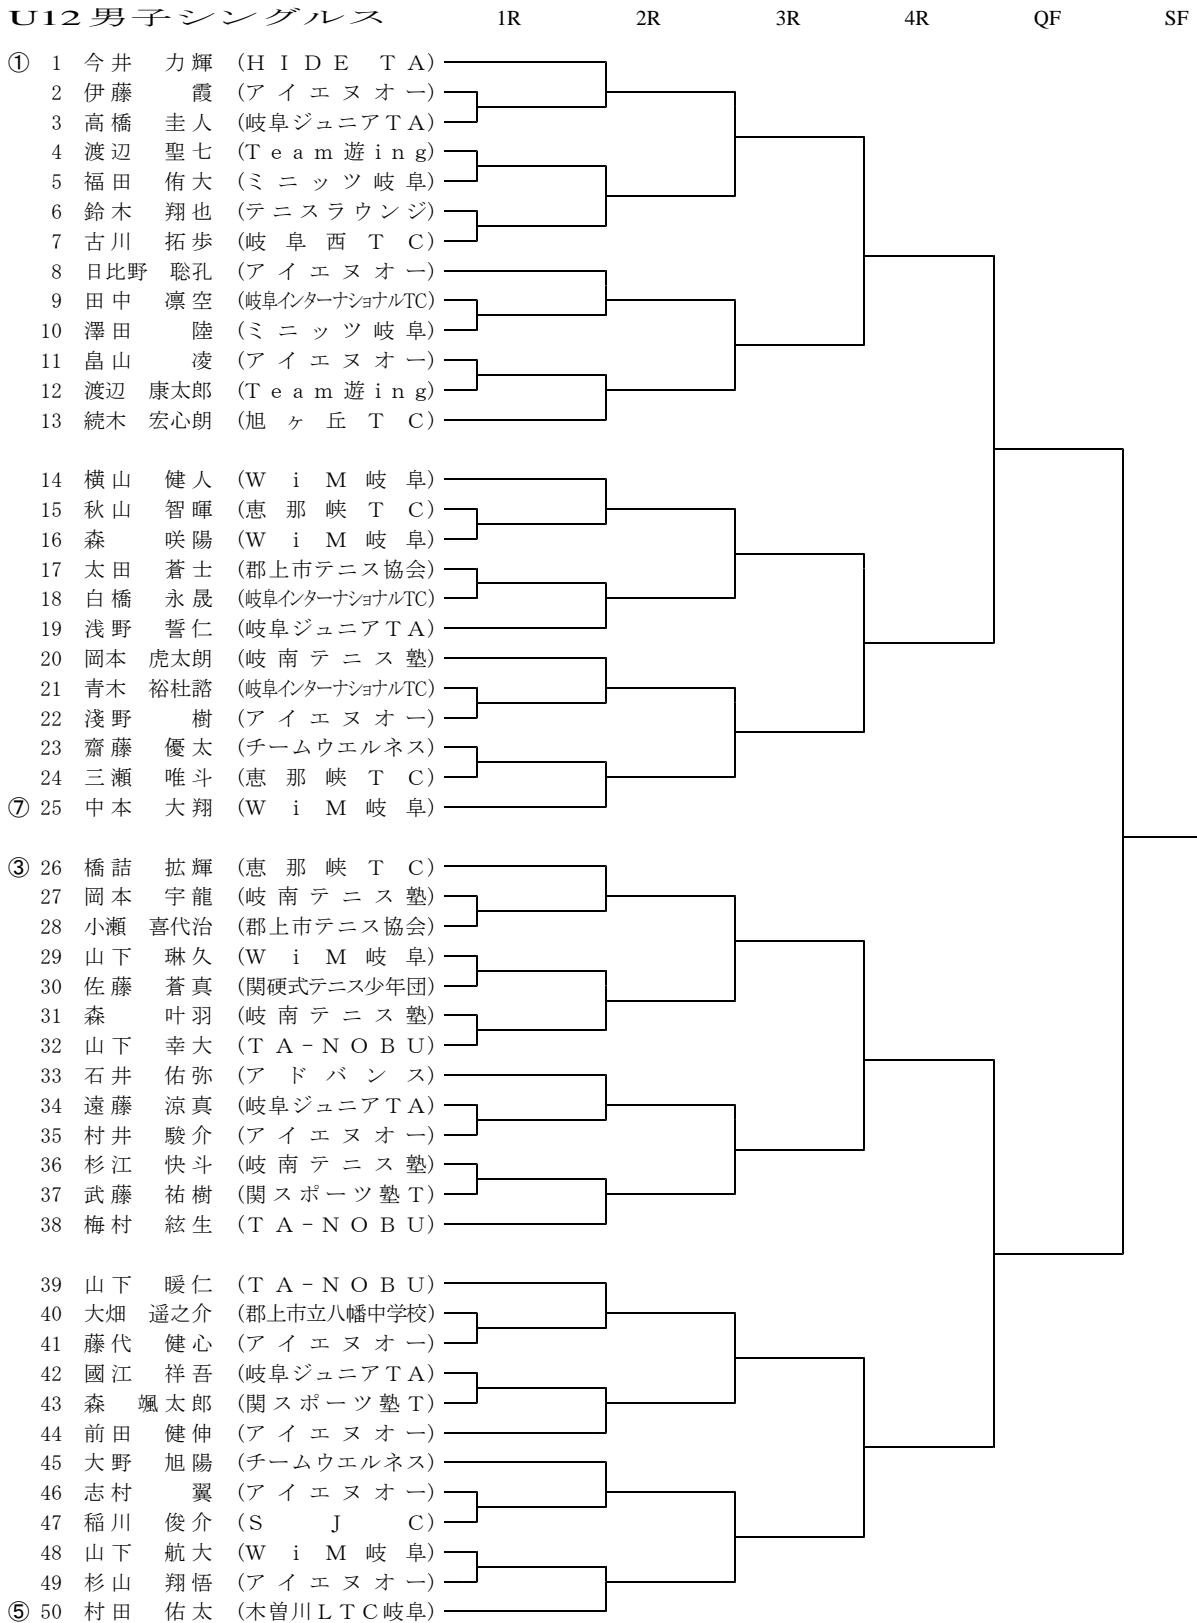 U12男子シングルス 1R 2R 3R 4R QF SF
① 1 今井 力輝 (HIDE TA)
2 伊藤 霞 (アイエヌオー)
3 高橋 圭人 (岐阜ジュニアTA)
4 渡辺 聖七 (Team遊ing)
5 福田 侑大 (ミニッツ岐阜)
6 鈴木 翔也 (テニスラウンジ)
7 古川 拓歩 (岐阜西TC)
8 日比野 聡孔 (アイエヌオー)
9 田中 凛空 (岐阜インターナショナルTC)
10 澤田 陸 (ミニッツ岐阜)
11 畠山 凌 (アイエヌオー)
12 渡辺 康太郎 (Team遊ing)
13 続木 宏心朗 (旭ヶ丘TC)
14 横山 健人 (WiM岐阜)
15 秋山 智暉 (恵那峡TC)
16 森 咲陽 (WiM岐阜)
17 太田 蒼士 (郡上市テニス協会)
18 白橋 永晟 (岐阜インターナショナルTC)
19 浅野 誓仁 (岐阜ジュニアTA)
20 岡本 虎太朗 (岐南テニス塾)
21 青木 裕杜諮 (岐阜インターナショナルTC)
22 淺野 樹 (アイエヌオー)
23 齋藤 優太 (チームウエルネス)
24 三瀬 唯斗 (恵那峡TC)
⑦ 25 中本 大翔 (WiM岐阜)
③ 26 橋詰 拡輝 (恵那峡TC)
27 岡本 宇龍 (岐南テニス塾)
28 小瀬 喜代治 (郡上市テニス協会)
29 山下 琳久 (WiM岐阜)
30 佐藤 蒼真 (関硬式テニス少年団)
31 森 叶羽 (岐南テニス塾)
32 山下 幸大 (TA-NOBU)
33 石井 佑弥 (アドバンス)
34 遠藤 涼真 (岐阜ジュニアTA)
35 村井 駿介 (アイエヌオー)
36 杉江 快斗 (岐南テニス塾)
37 武藤 祐樹 (関スポーツ塾T)
38 梅村 絃生 (TA-NOBU)
39 山下 暖仁 (TA-NOBU)
40 大畑 遥之介 (郡上市立八幡中学校)
41 藤代 健心 (アイエヌオー)
42 國江 祥吾 (岐阜ジュニアTA)
43 森 颯太郎 (関スポーツ塾T)
44 前田 健伸 (アイエヌオー)
45 大野 旭陽 (チームウエルネス)
46 志村 翼 (アイエヌオー)
47 稲川 俊介 (SJC)
48 山下 航大 (WiM岐阜)
49 杉山 翔悟 (アイエヌオー)
⑤ 50 村田 佑太 (木曽川LTC岐阜)